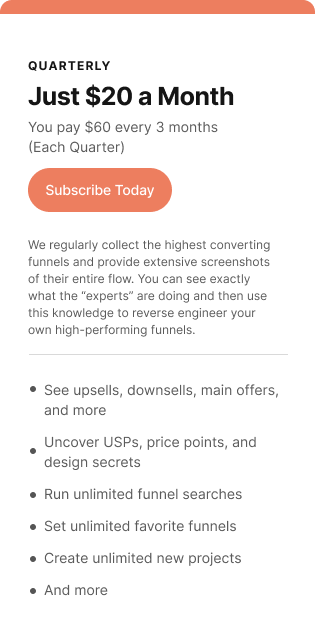 QUARTERLY
Just $20 a Month
You pay $60 every 3 months
(Each Quarter)
Subscribe Today
We regularly collect the highest converting
funnels and provide extensive screenshots
of their entire flow. You can see exactly
what the “experts” are doing and then use
this knowledge to reverse engineer your
own high-performing funnels.
• See upsells, downsells, main offers,
and more
• Uncover USPs, price points, and
design secrets
• Run unlimited funnel searches
• Set unlimited favorite funnels
• Create unlimited new projects
• And more